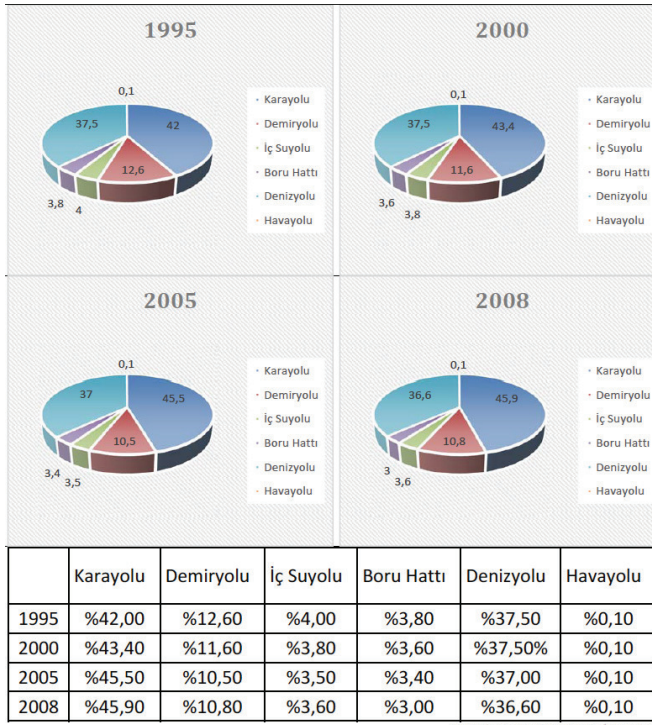 1995
0,1
37,5
42
12,6
3,8
4
Karayolu
Demiryolu
İç Suyolu
Boru Hattı
Denizyolu
Havayolu
2000
0,1
37,5
43,4
11,6
3,6
3,8
Karayolu
Demiryolu
İç Suyolu
Boru Hattı
Denizyolu
Havayolu
2005
0,1
37
45,5
10,5
3,4
3,5
Karayolu
Demiryolu
İç Suyolu
Boru Hattı
Denizyolu
Havayolu
2008
0,1
36,6
45,9
10,8
3
3,6
Karayolu
Demiryolu
İç Suyolu
Boru Hattı
Denizyolu
Havayolu
Karayolu Demiryolu İç Suyolu Boru Hattı Denizyolu Havayolu
1995 %42,00 %12,60 %4,00 %3,80 %37,50 %0,10
2000 %43,40 %11,60 %3,80 %3,60 %37,50% %0,10
2005 %45,50 %10,50 %3,50 %3,40 %37,00 %0,10
2008 %45,90 %10,80 %3,60 %3,00 %36,60 %0,10